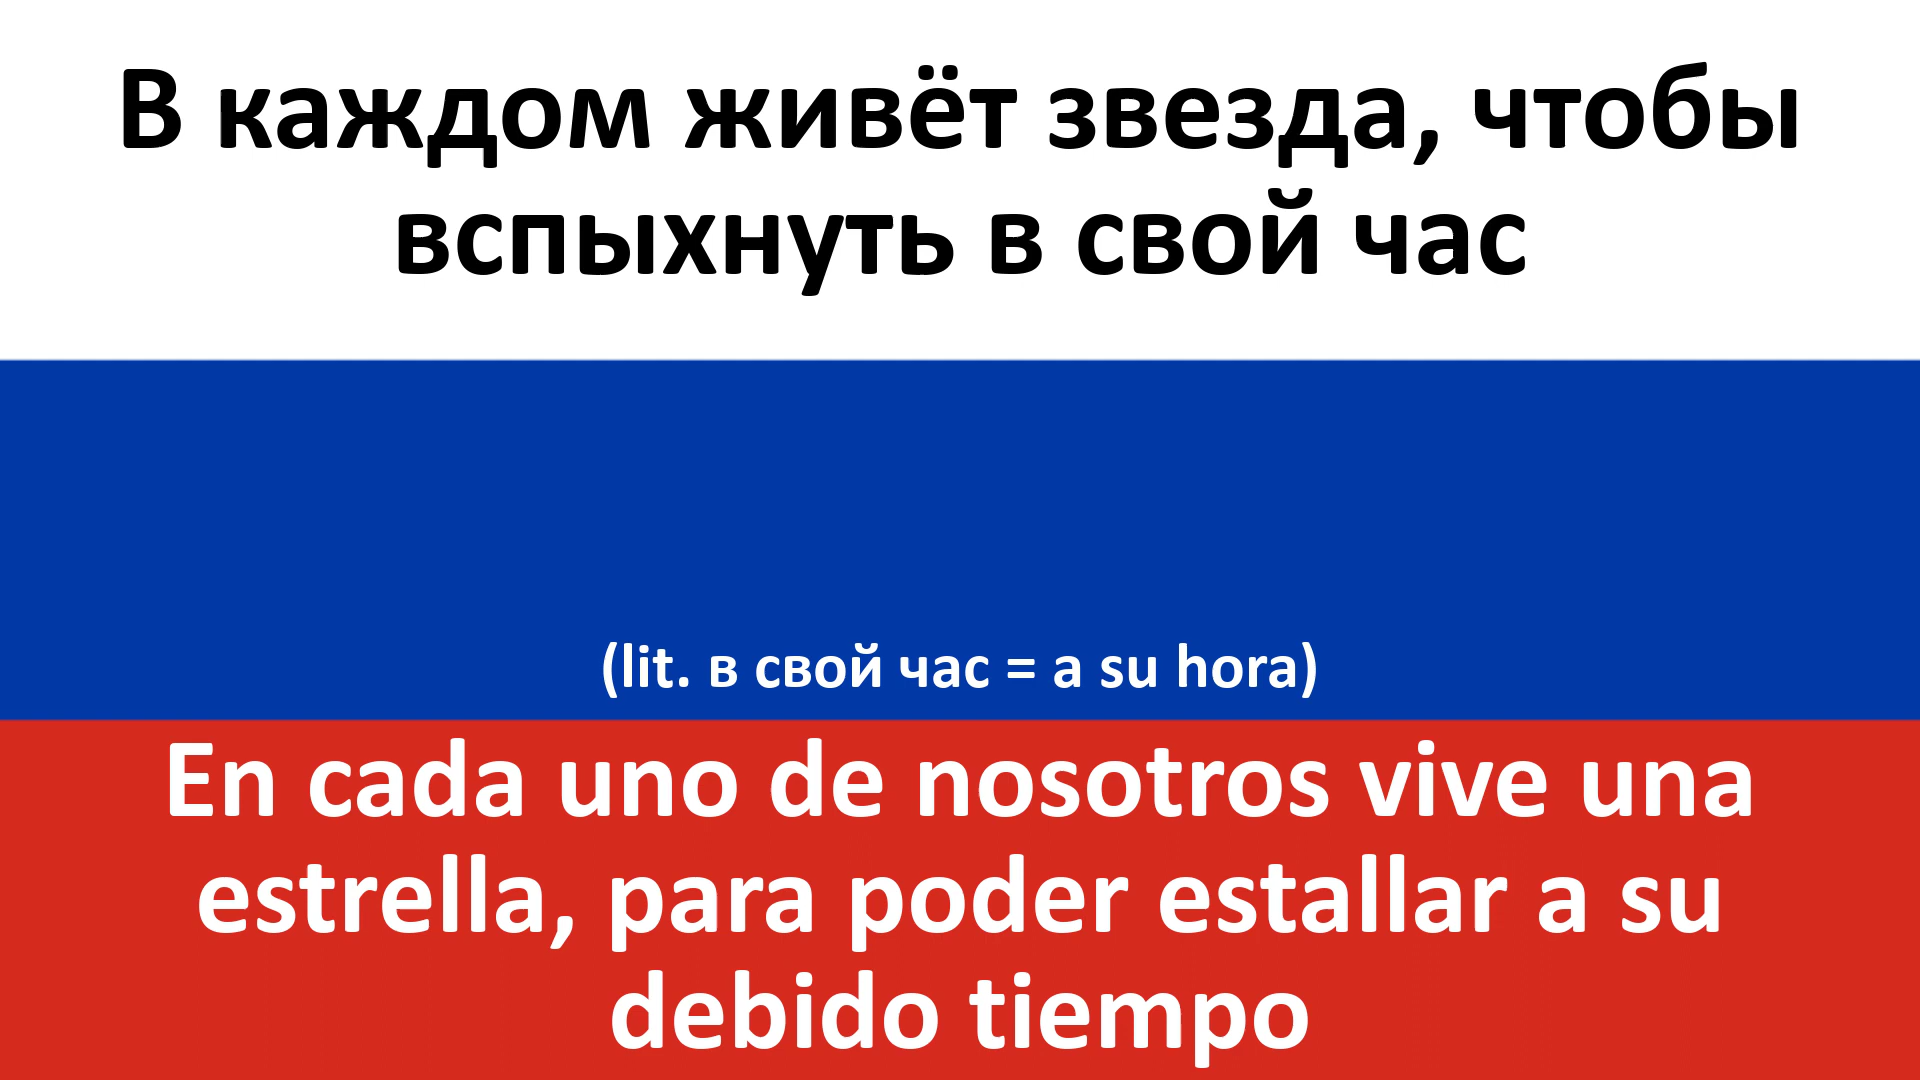 В каждом живёт звезда, чтобы
вспыхнуть в свой час
(lit. в свой час = a su hora)
En cada uno de nosotros vive una
estrella, para poder estallar a su
debido tiempo